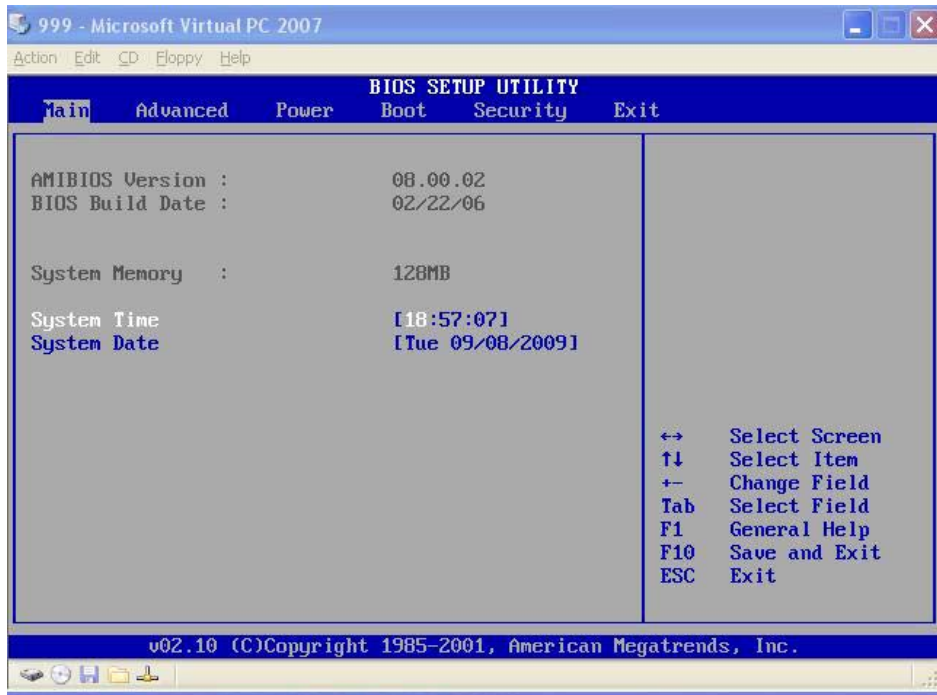 999 - Microsoft Virtual PC 2007
Action Edit CD Floppy Help
BIOS SETUP UTILITY
Main Advanced Power Boot Security Exit
AMIBIOS Version : 08.00.02
BIOS Build Date : 02/22/06
System Memory : 128MB
System Time [18:57:07]
System Date [Tue 09/08/2009]
←→ Select Screen
↑↓ Select Item
+- Change Field
Tab Select Field
F1 General Help
F10 Save and Exit
ESC Exit
v02.10 (C)Copyright 1985-2001, American Megatrends, Inc.